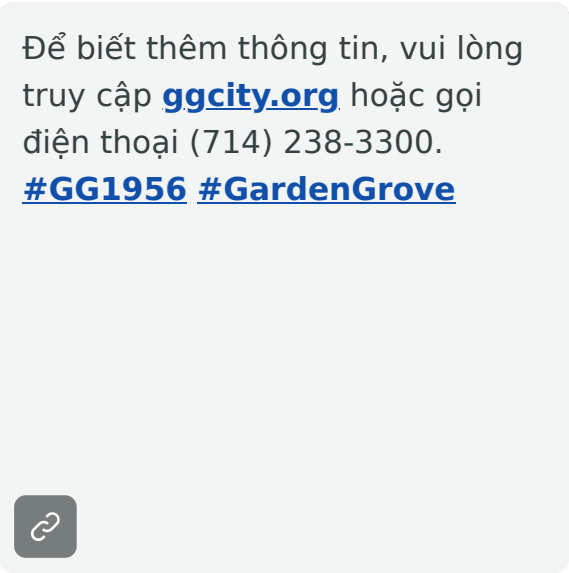 Để biết thêm thông tin, vui lòng
truy cập ggcity.org hoặc gọi
điện thoại (714) 238-3300.
#GG1956 #GardenGrove